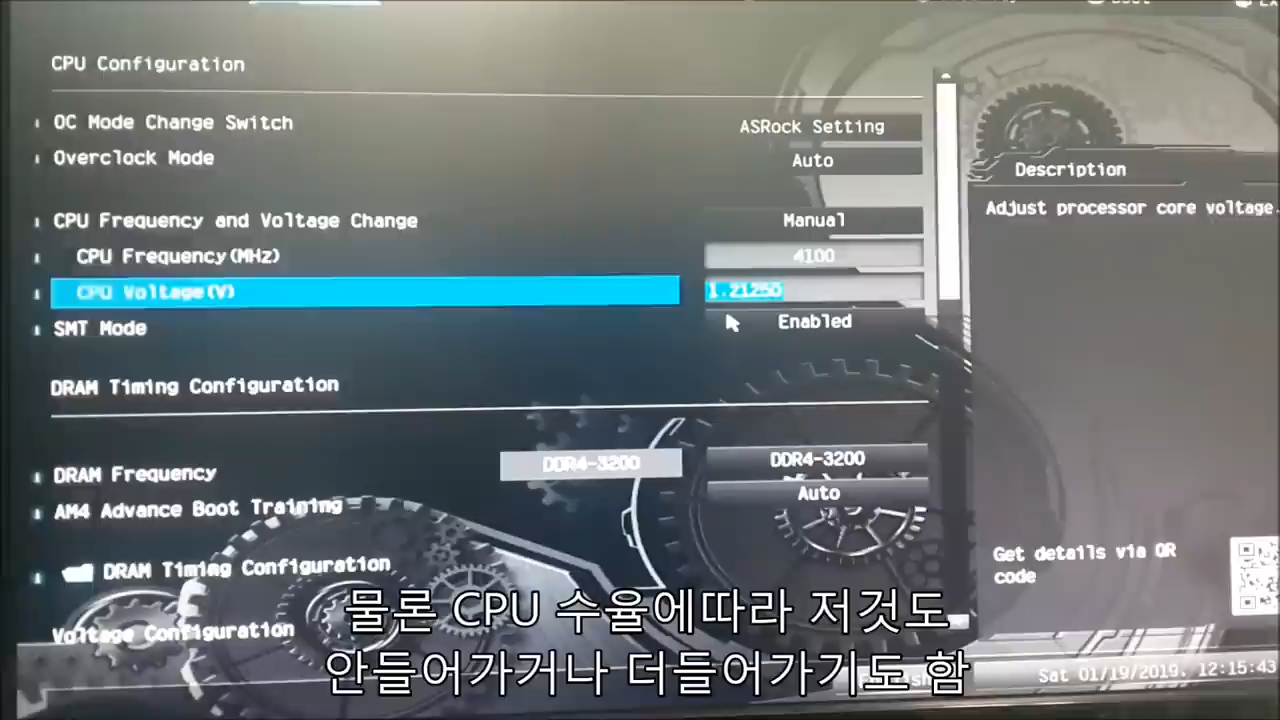 CPU Configuration
OC Mode Change Switch ASRock Setting
Overclock Mode Auto
CPU Frequency and Voltage Change Manual
CPU Frequency(MHz) 4100
CPU Voltage(V) 1.21250
SMT Mode Enabled
DRAM Timing Configuration
DRAM Frequency DDR4-3200 DDR4-3200
AM4 Advance Boot Training Auto
DRAM Timing Configuration
Voltage Configuration
Description
Adjust processor core voltage.
Get details via QR
code
물론 CPU 수율에따라 저것도
안들어가거나 더들어가기도 함
Sat 01/19/2019, 12:15:43